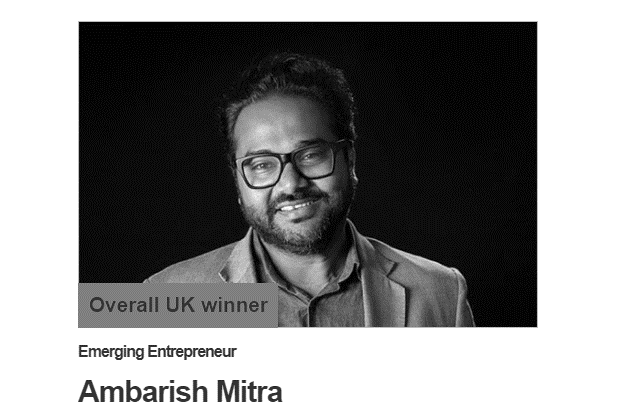 Overall UK winner
Emerging Entrepreneur
Ambarish Mitra